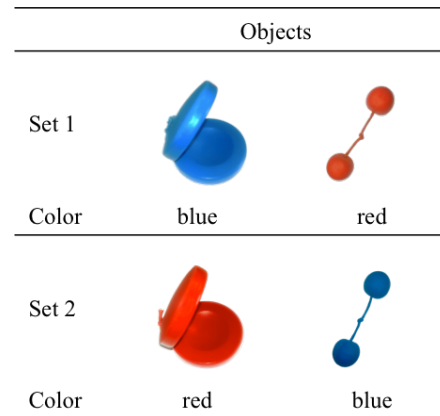 Objects
Set 1
Color blue red
Set 2
Color red blue